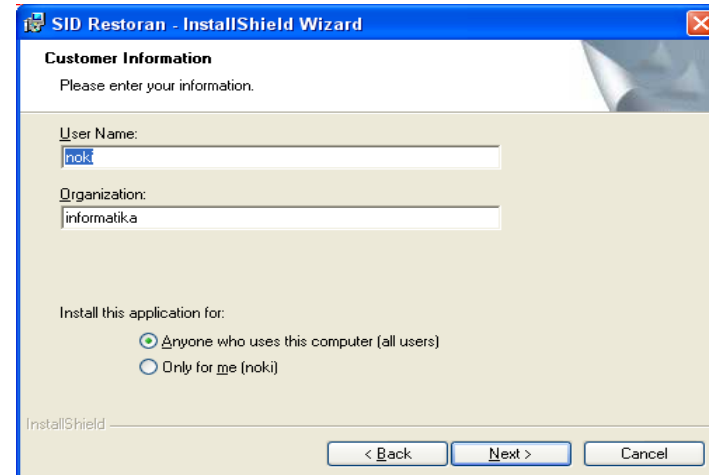 SID Restoran - InstallShield Wizard
Customer Information
Please enter your information.
User Name:
noki
Organization:
informatika
Install this application for:
Anyone who uses this computer (all users)
Only for me (noki)
InstallShield
< Back Next > Cancel